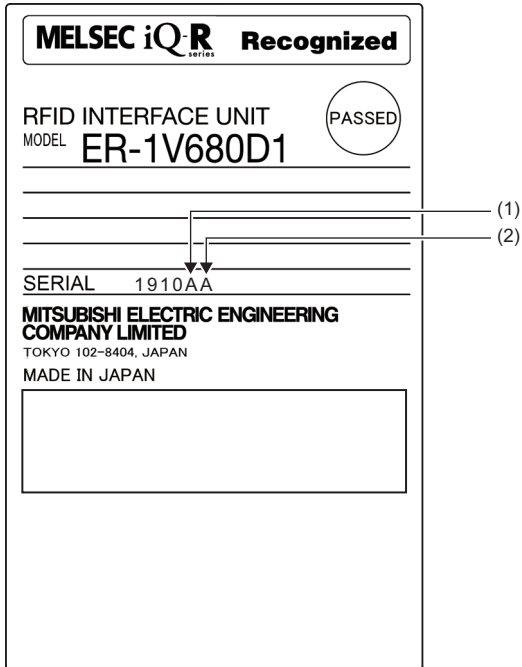 MELSEC iQ-R series Recognized
RFID INTERFACE UNIT
PASSED
MODEL ER-1V680D1
(1)
(2)
SERIAL 1910AA
MITSUBISHI ELECTRIC ENGINEERING
COMPANY LIMITED
TOKYO 102-8404, JAPAN
MADE IN JAPAN